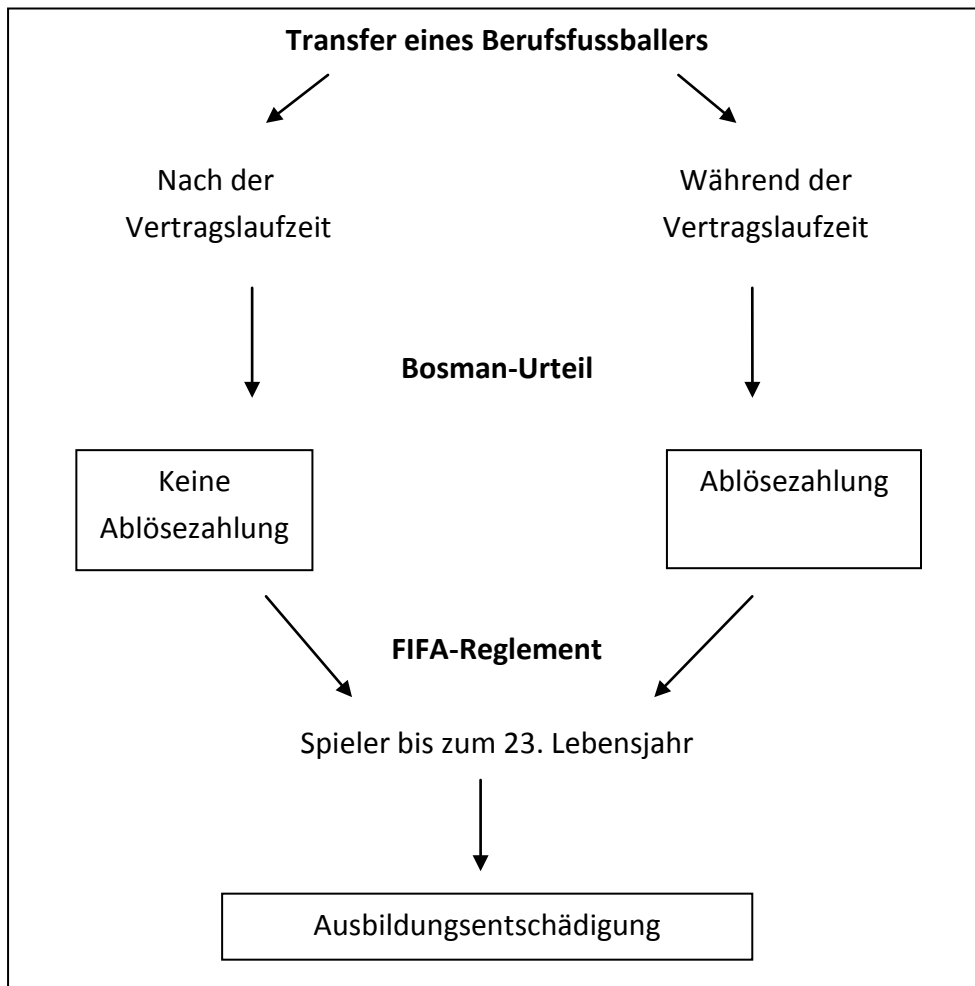 Transfer eines Berufsfussballers
Nach der
Vertragslaufzeit
Während der
Vertragslaufzeit
Bosman-Urteil
Keine
Ablösezahlung
Ablösezahlung
FIFA-Reglement
Spieler bis zum 23. Lebensjahr
Ausbildungsentschädigung